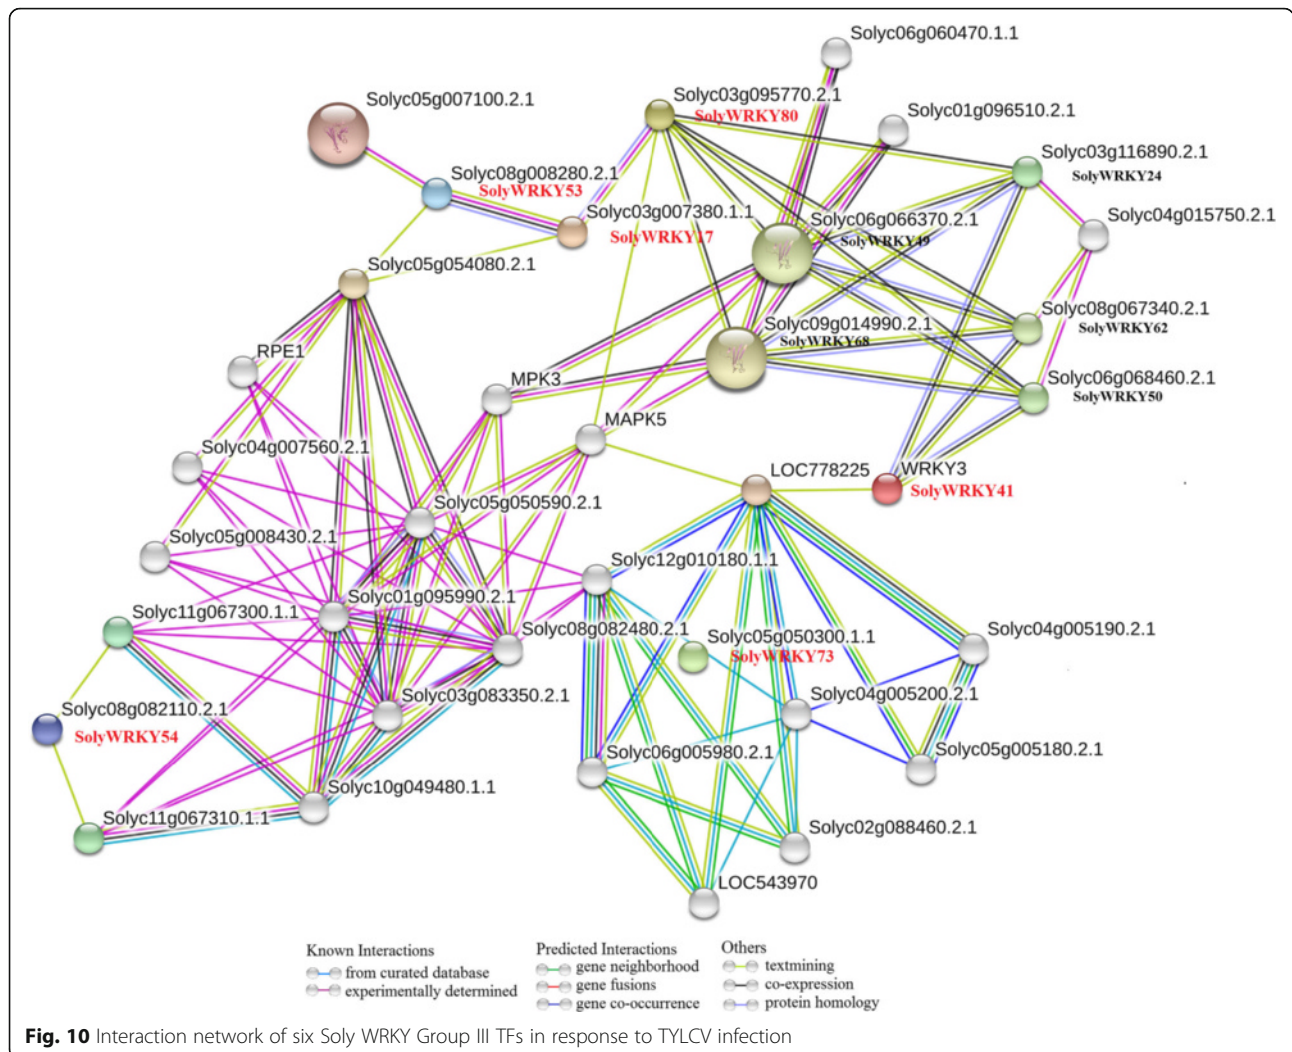 Solyc06g060470.1.1
Solyc05g007100.2.1
Solyc03g095770.2.1
SolyWRKY80
Solyc01g096510.2.1
Solyc03g116890.2.1
SolyWRKY24
Solyc08g008280.2.1
SolyWRKY53
Solyc03g007380.1.1
SolyWRKY17
Solyc06g066370.2.1
SolyWRKY49
Solyc04g015750.2.1
Solyc05g054080.2.1
Solyc08g067340.2.1
SolyWRKY62
Solyc09g014990.2.1
SolyWRKY68
RPE1
MPK3
Solyc06g068460.2.1
SolyWRKY50
MAPK5
Solyc04g007560.2.1
LOC778225
WRKY3
SolyWRKY41
Solyc05g050590.2.1
Solyc05g008430.2.1
Solyc12g010180.1.1
Solyc01g095990.2.1
Solyc11g067300.1.1
Solyc08g082480.2.1
Solyc05g050300.1.1
SolyWRKY73
Solyc04g005190.2.1
Solyc03g083350.2.1
Solyc04g005200.2.1
Solyc08g082110.2.1
SolyWRKY54
Solyc06g005980.2.1
Solyc05g005180.2.1
Solyc10g049480.1.1
Solyc11g067310.1.1
Solyc02g088460.2.1
LOC543970
Known Interactions
from curated database
experimentally determined
Predicted Interactions
gene neighborhood
gene fusions
gene co-occurrence
Others
textmining
co-expression
protein homology
Fig. 10 Interaction network of six Soly WRKY Group III TFs in response to TYLCV infection